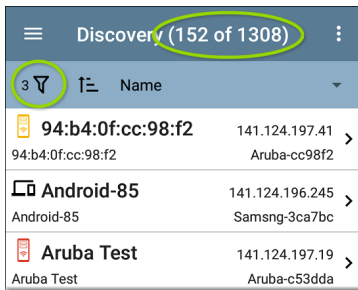 Discovery (152 of 1308)
3 Name
94:b4:0f:cc:98:f2 141.124.197.41
94:b4:0f:cc:98:f2 Aruba-cc98f2
Android-85 141.124.196.245
Android-85 Samsng-3ca7bc
Aruba Test 141.124.197.19
Aruba Test Aruba-c53dda